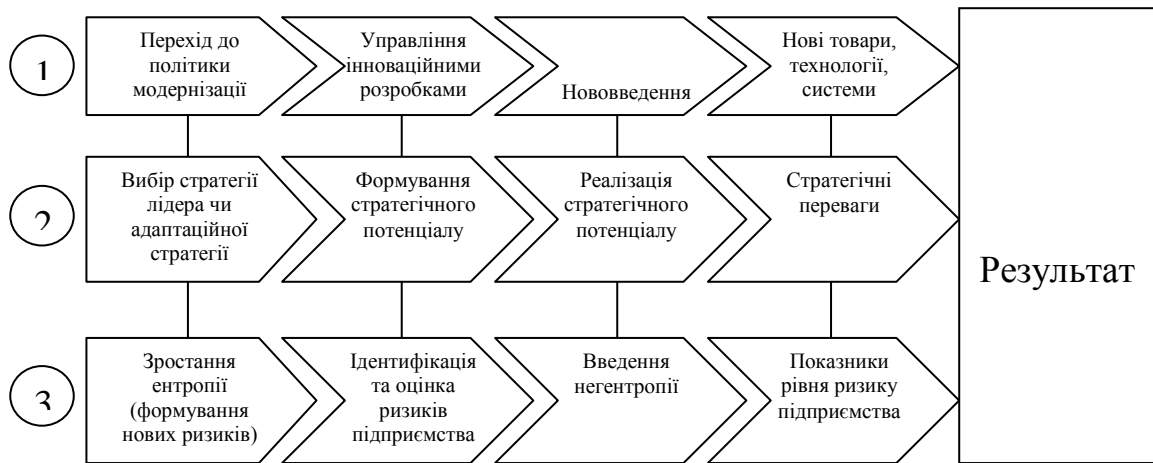 1
Перехід до
політики
модернізації
Управління
інноваційними
розробками
Нововведення
Нові товари,
технології,
системи
2
Вибір стратегії
лідера чи
адаптаційної
стратегії
Формування
стратегічного
потенціалу
Реалізація
стратегічного
потенціалу
Стратегічні
переваги
3
Зростання
ентропії
(формування
нових ризиків)
Ідентифікація
та оцінка
ризиків
підприємства
Введення
негентропії
Показники
рівня ризику
підприємства
Результат